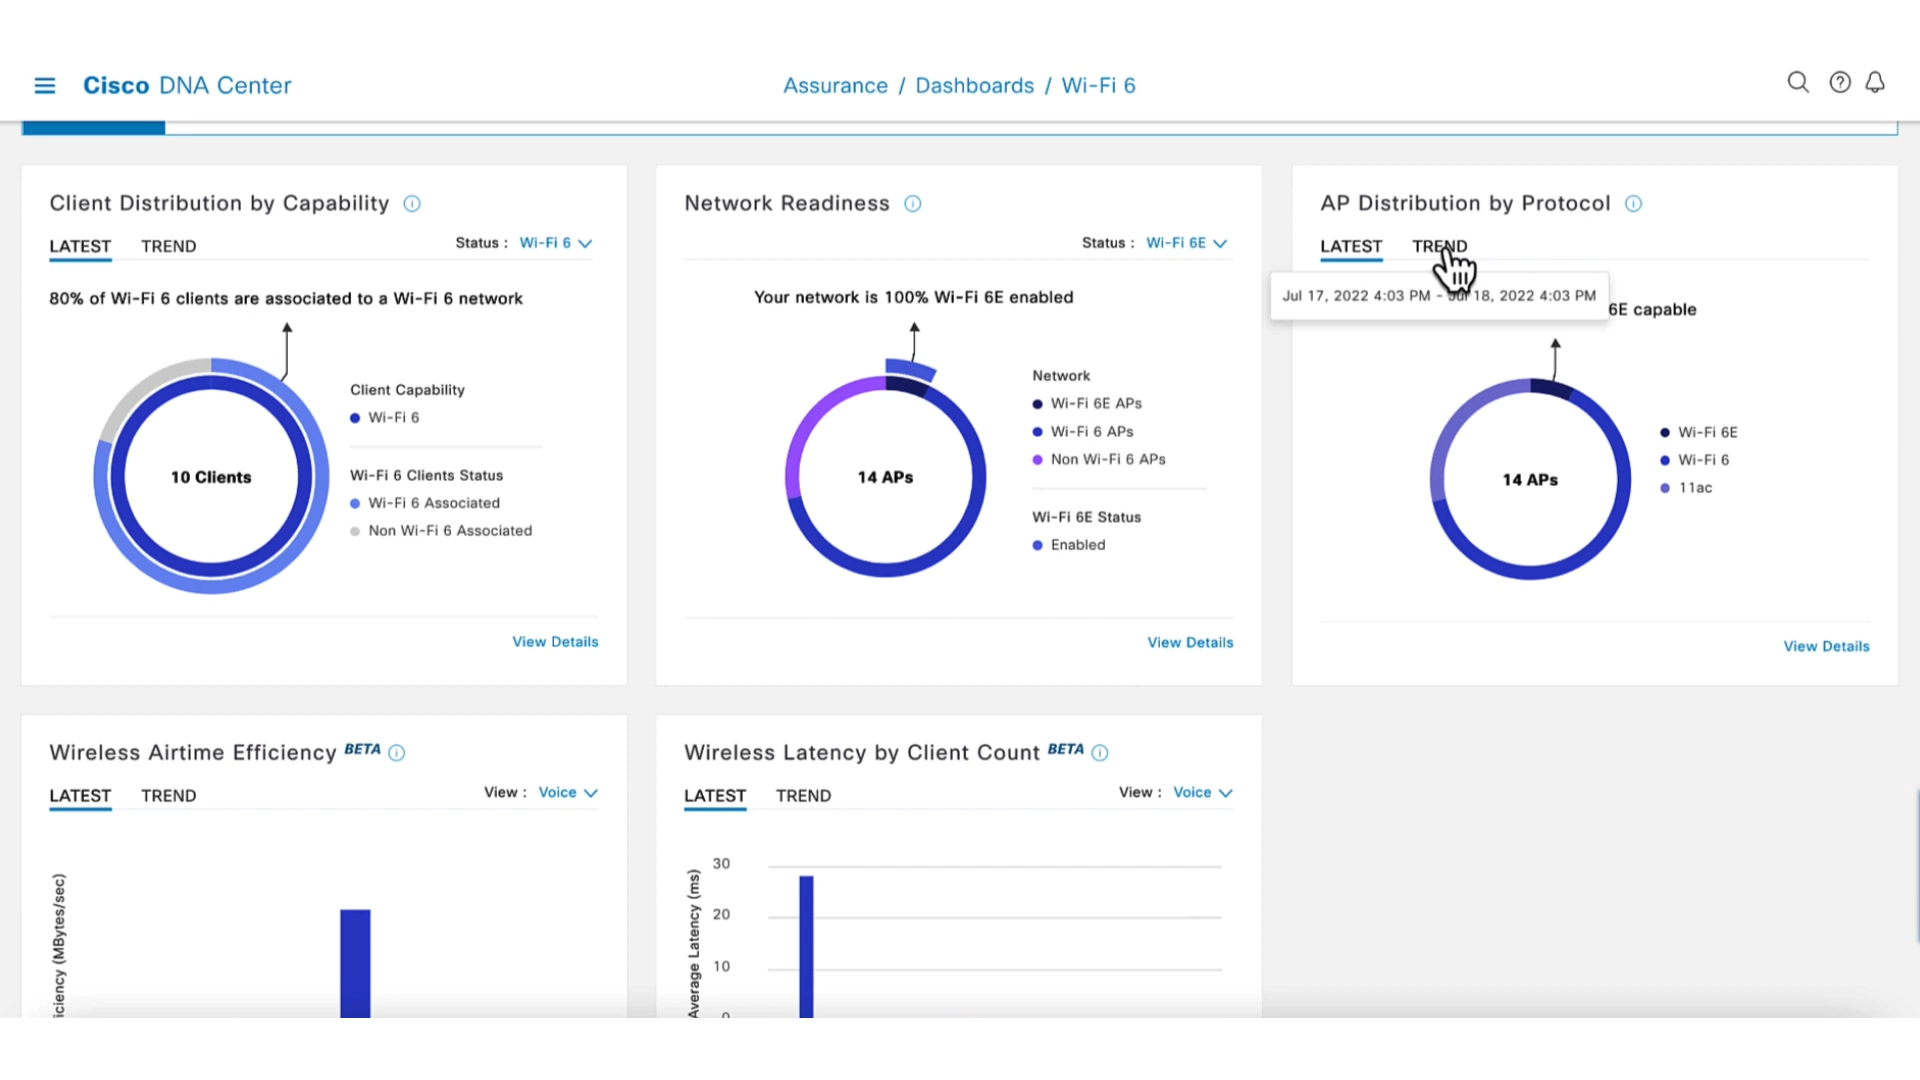 Cisco DNA Center
Assurance / Dashboards / Wi-Fi 6
Client Distribution by Capability
LATEST TREND
Status : Wi-Fi 6
80% of Wi-Fi 6 clients are associated to a Wi-Fi 6 network
10 Clients
Client Capability
Wi-Fi 6
Wi-Fi 6 Clients Status
Wi-Fi 6 Associated
Non Wi-Fi 6 Associated
View Details
Network Readiness
Status : Wi-Fi 6E
Your network is 100% Wi-Fi 6E enabled
14 APs
Network
Wi-Fi 6E APs
Wi-Fi 6 APs
Non Wi-Fi 6 APs
Wi-Fi 6E Status
Enabled
View Details
AP Distribution by Protocol
LATEST TREND
Jul 17, 2022 4:03 PM - Jul 18, 2022 4:03 PM
6E capable
14 APs
Wi-Fi 6E
Wi-Fi 6
11ac
View Details
Wireless Airtime Efficiency BETA
LATEST TREND
View : Voice
iciency (MBytes/sec)
Wireless Latency by Client Count BETA
LATEST TREND
View : Voice
Average Latency (ms)
30
20
10
0